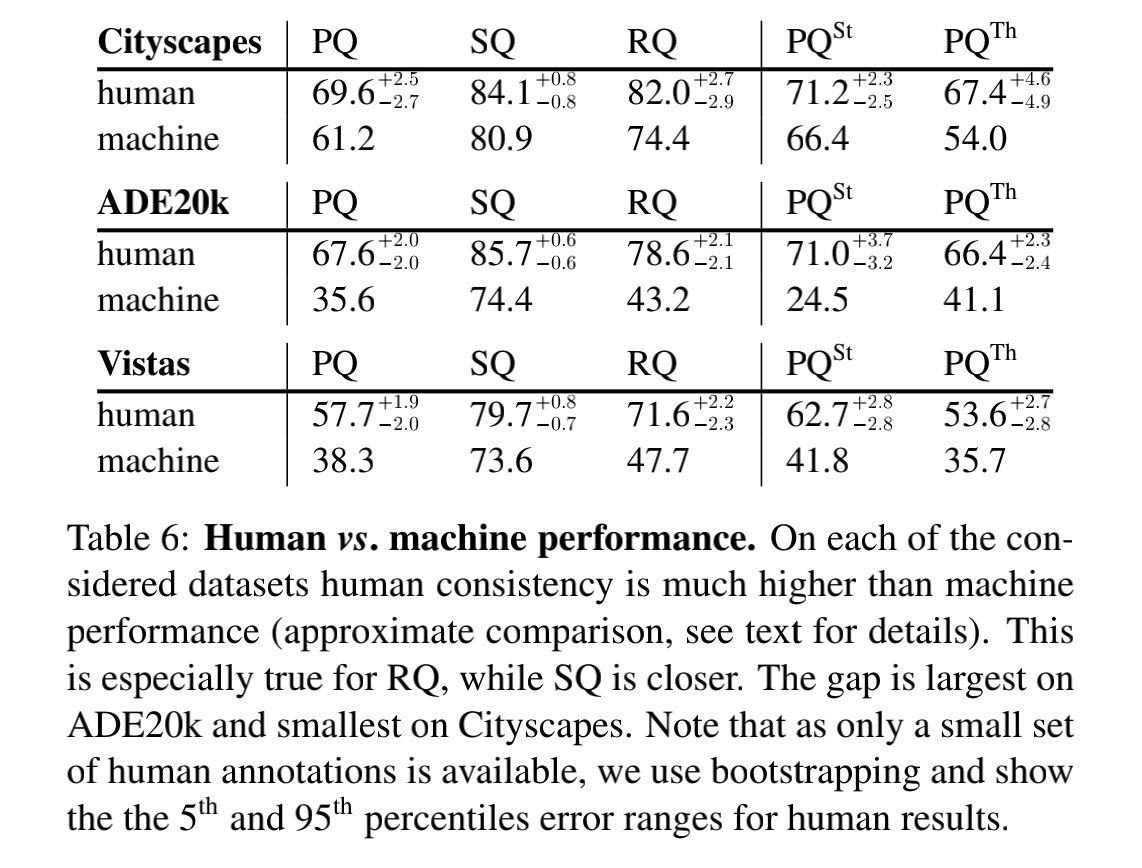 Cityscapes PQ SQ RQ PQ^St PQ^Th
human 69.6^{+2.5}_{−2.7} 84.1^{+0.8}_{−0.8} 82.0^{+2.7}_{−2.9} 71.2^{+2.3}_{−2.5} 67.4^{+4.6}_{−4.9}
machine 61.2 80.9 74.4 66.4 54.0
ADE20k PQ SQ RQ PQ^St PQ^Th
human 67.6^{+2.0}_{−2.0} 85.7^{+0.6}_{−0.6} 78.6^{+2.1}_{−2.1} 71.0^{+3.7}_{−3.2} 66.4^{+2.3}_{−2.4}
machine 35.6 74.4 43.2 24.5 41.1
Vistas PQ SQ RQ PQ^St PQ^Th
human 57.7^{+1.9}_{−2.0} 79.7^{+0.8}_{−0.7} 71.6^{+2.2}_{−2.3} 62.7^{+2.8}_{−2.8} 53.6^{+2.7}_{−2.8}
machine 38.3 73.6 47.7 41.8 35.7
Table 6: Human vs. machine performance. On each of the con-
sidered datasets human consistency is much higher than machine
performance (approximate comparison, see text for details). This
is especially true for RQ, while SQ is closer. The gap is largest on
ADE20k and smallest on Cityscapes. Note that as only a small set
of human annotations is available, we use bootstrapping and show
the the 5^th and 95^th percentiles error ranges for human results.